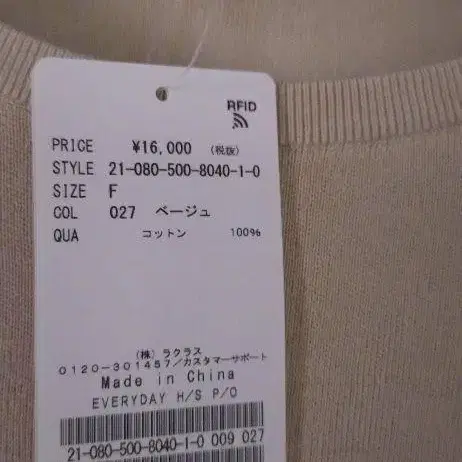 RFID
PRICE ¥16,000 (税抜)
STYLE 21-080-500-8040-1-0
SIZE F
COL 027 ベージュ
QUA コットン 100%
(株) ラクラス
0120-301457/カスタマーサポート
Made in China
EVERYDAY H/S P/O
21-080-500-8040-1-0 009 027